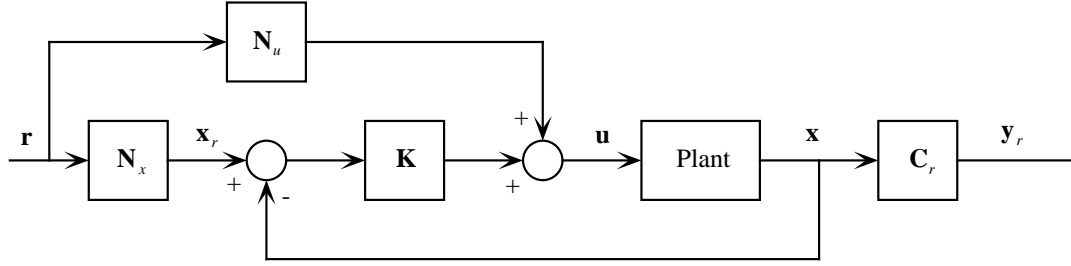 N_u
+
r
N_x
x_r
+
-
K
+
u
Plant
x
C_r
y_r